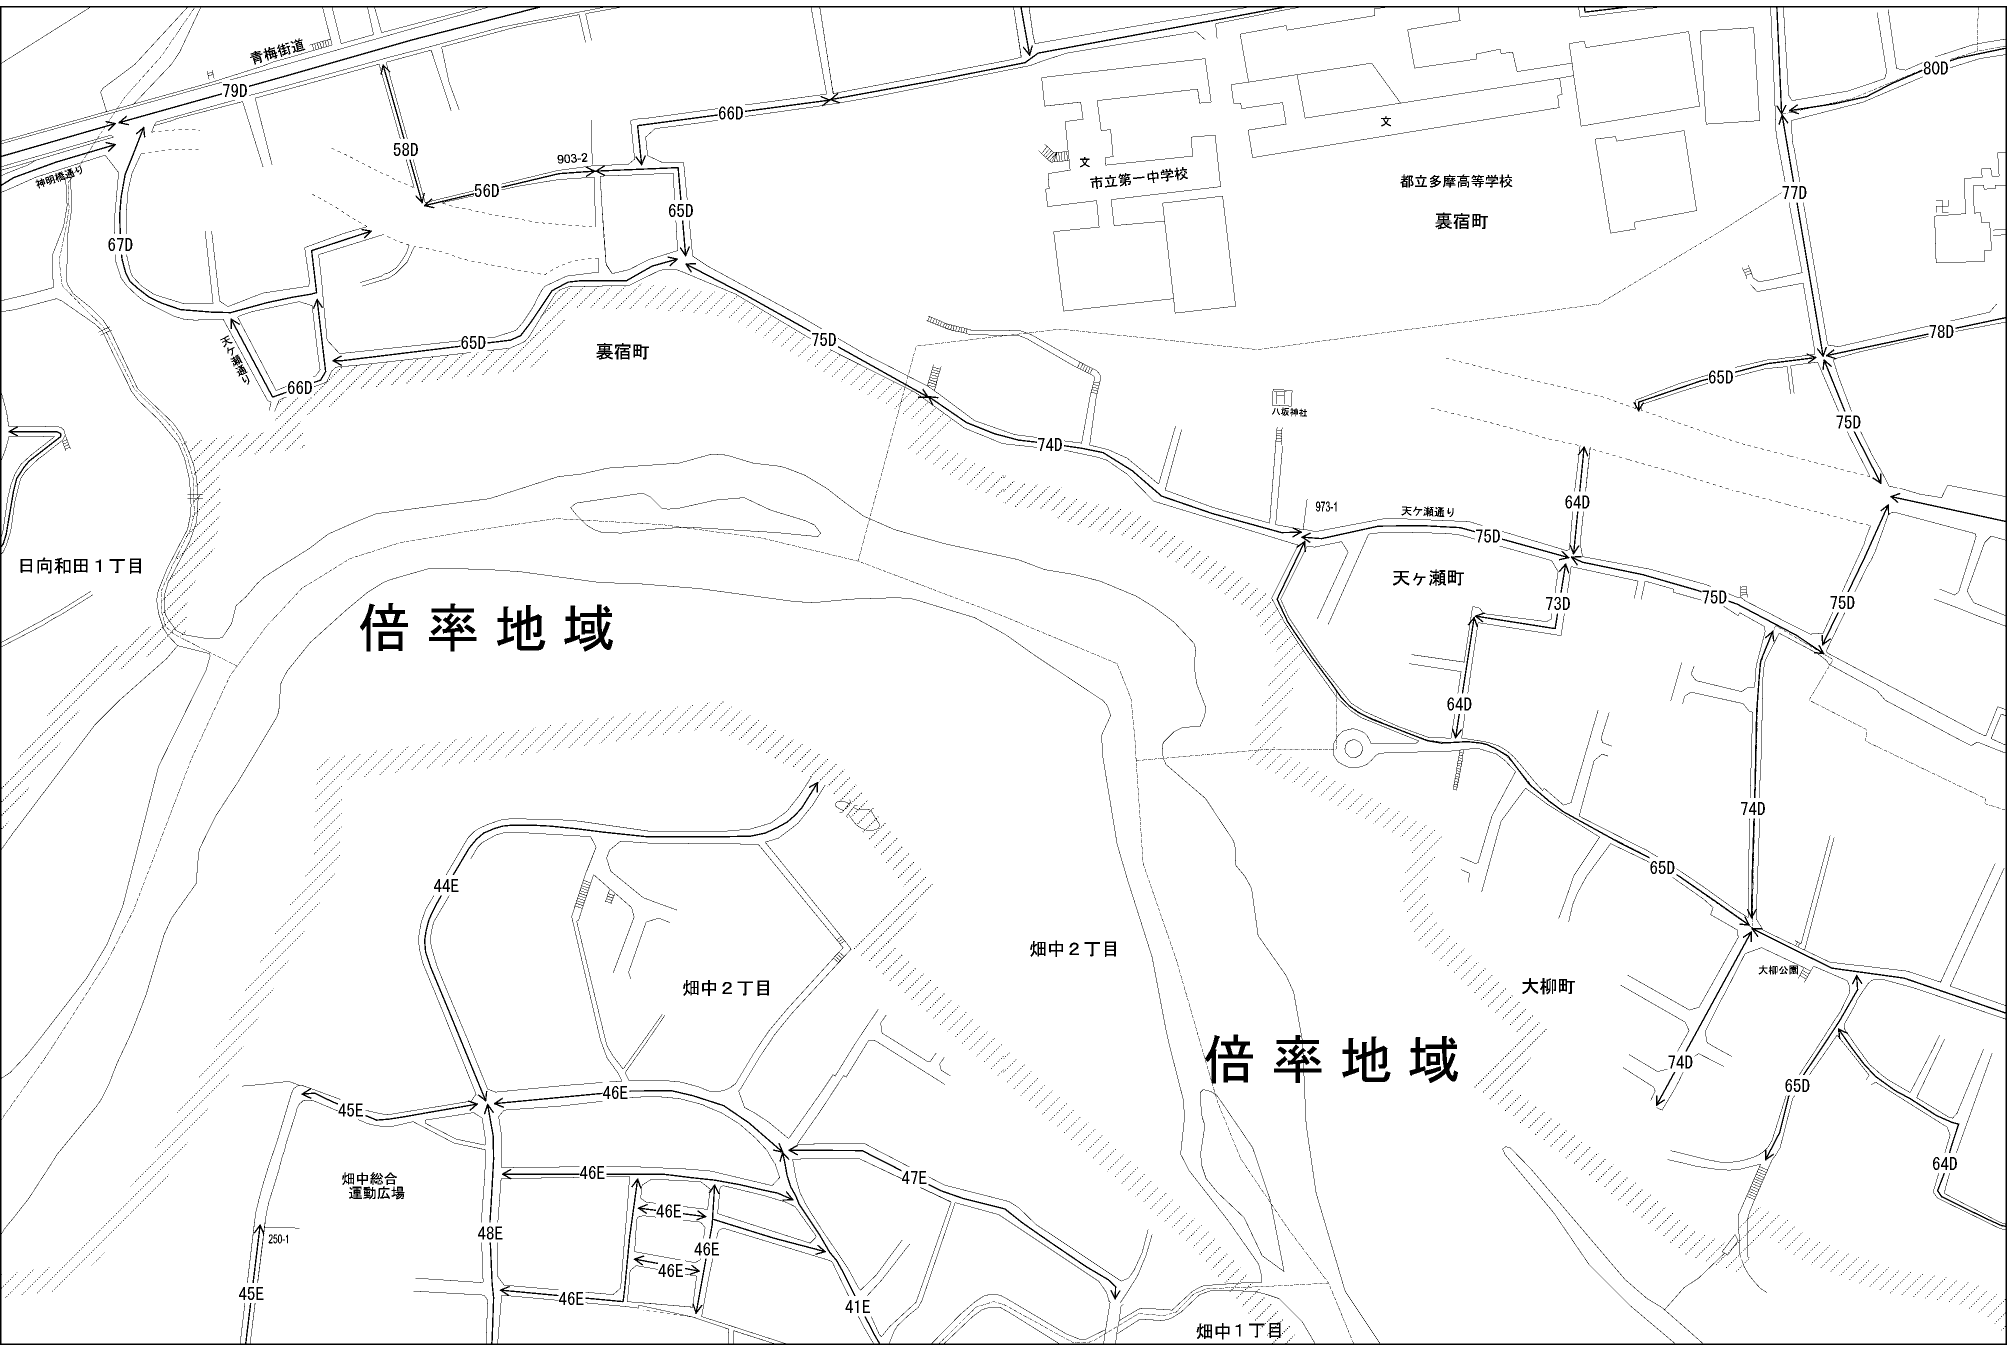 青梅街道
80D
79D
66D
文
58D
903-2
文
神明橋通り
56D
市立第一中学校
都立多摩高等学校
77D
65D
裏宿町
67D
78D
天ケ瀬通り
65D
裏宿町
75D
65D
66D
八坂神社
75D
74D
64D
973-1
天ケ瀬通り
75D
日向和田1丁目
天ヶ瀬町
73D
75D
75D
倍率地域
64D
74D
44E
65D
畑中2丁目
大柳公園
畑中2丁目
大柳町
倍率地域
74D
65D
46E
45E
64D
46E
47E
畑中総合
運動広場
46E
48E
250-1
46E
46E
45E
46E
41E
畑中1丁目